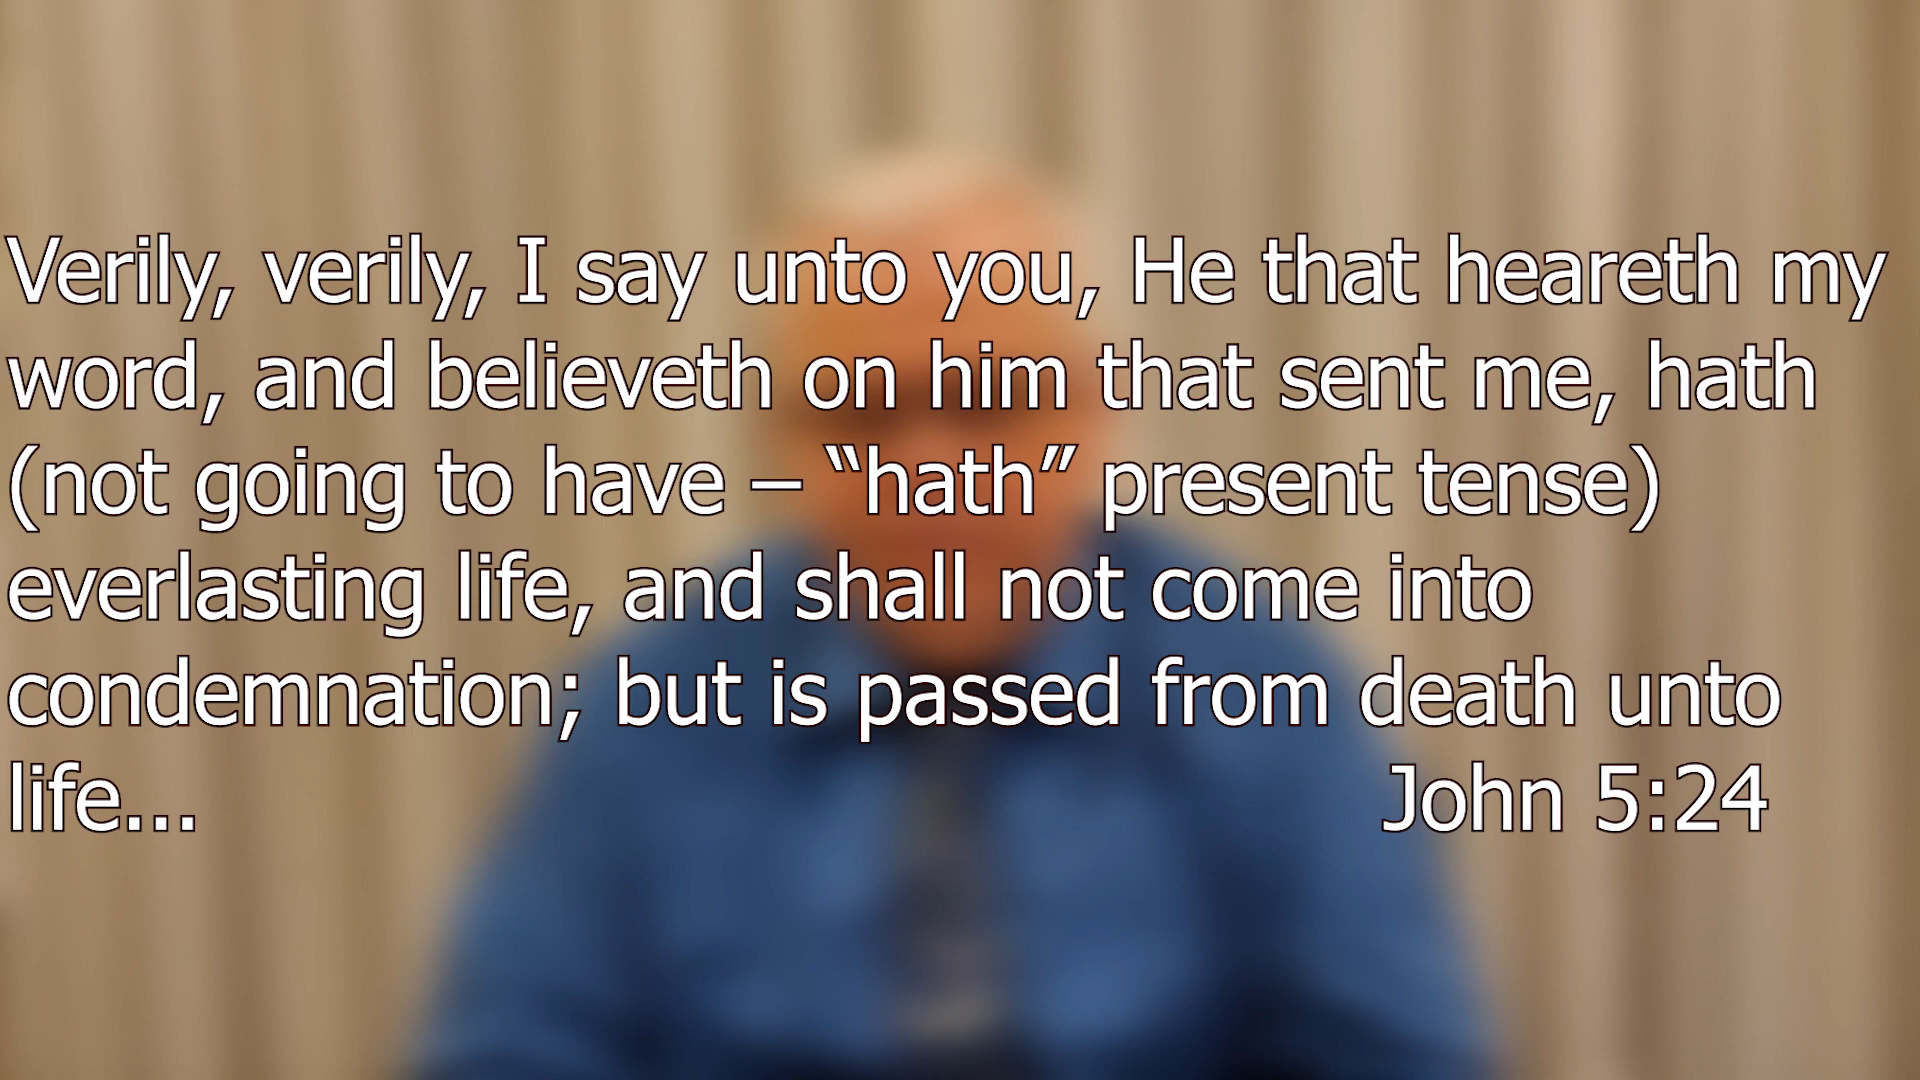 Verily, verily, I say unto you, He that heareth my
word, and believeth on him that sent me, hath
(not going to have – “hath” present tense)
everlasting life, and shall not come into
condemnation; but is passed from death unto
life... John 5:24